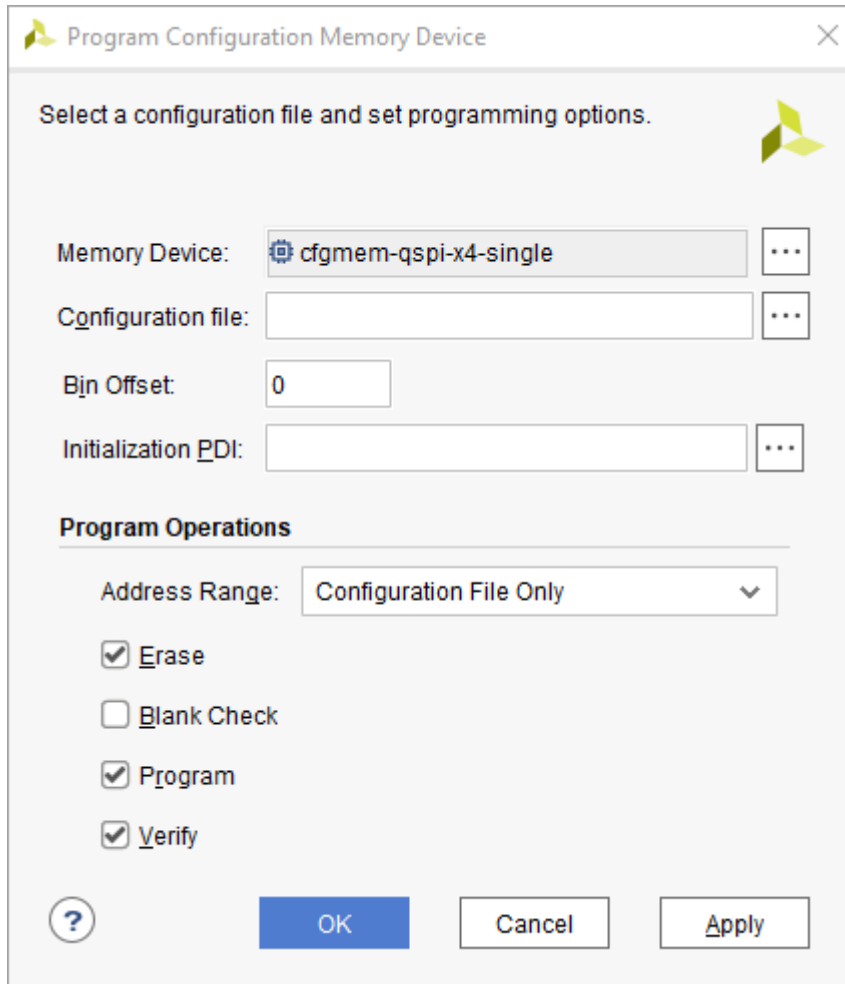 Program Configuration Memory Device
Select a configuration file and set programming options.
Memory Device: cfgmem-qspi-x4-single ...
Configuration file: ...
Bin Offset: 0
Initialization PDI: ...
Program Operations
Address Range: Configuration File Only
Erase
Blank Check
Program
Verify
? OK Cancel Apply